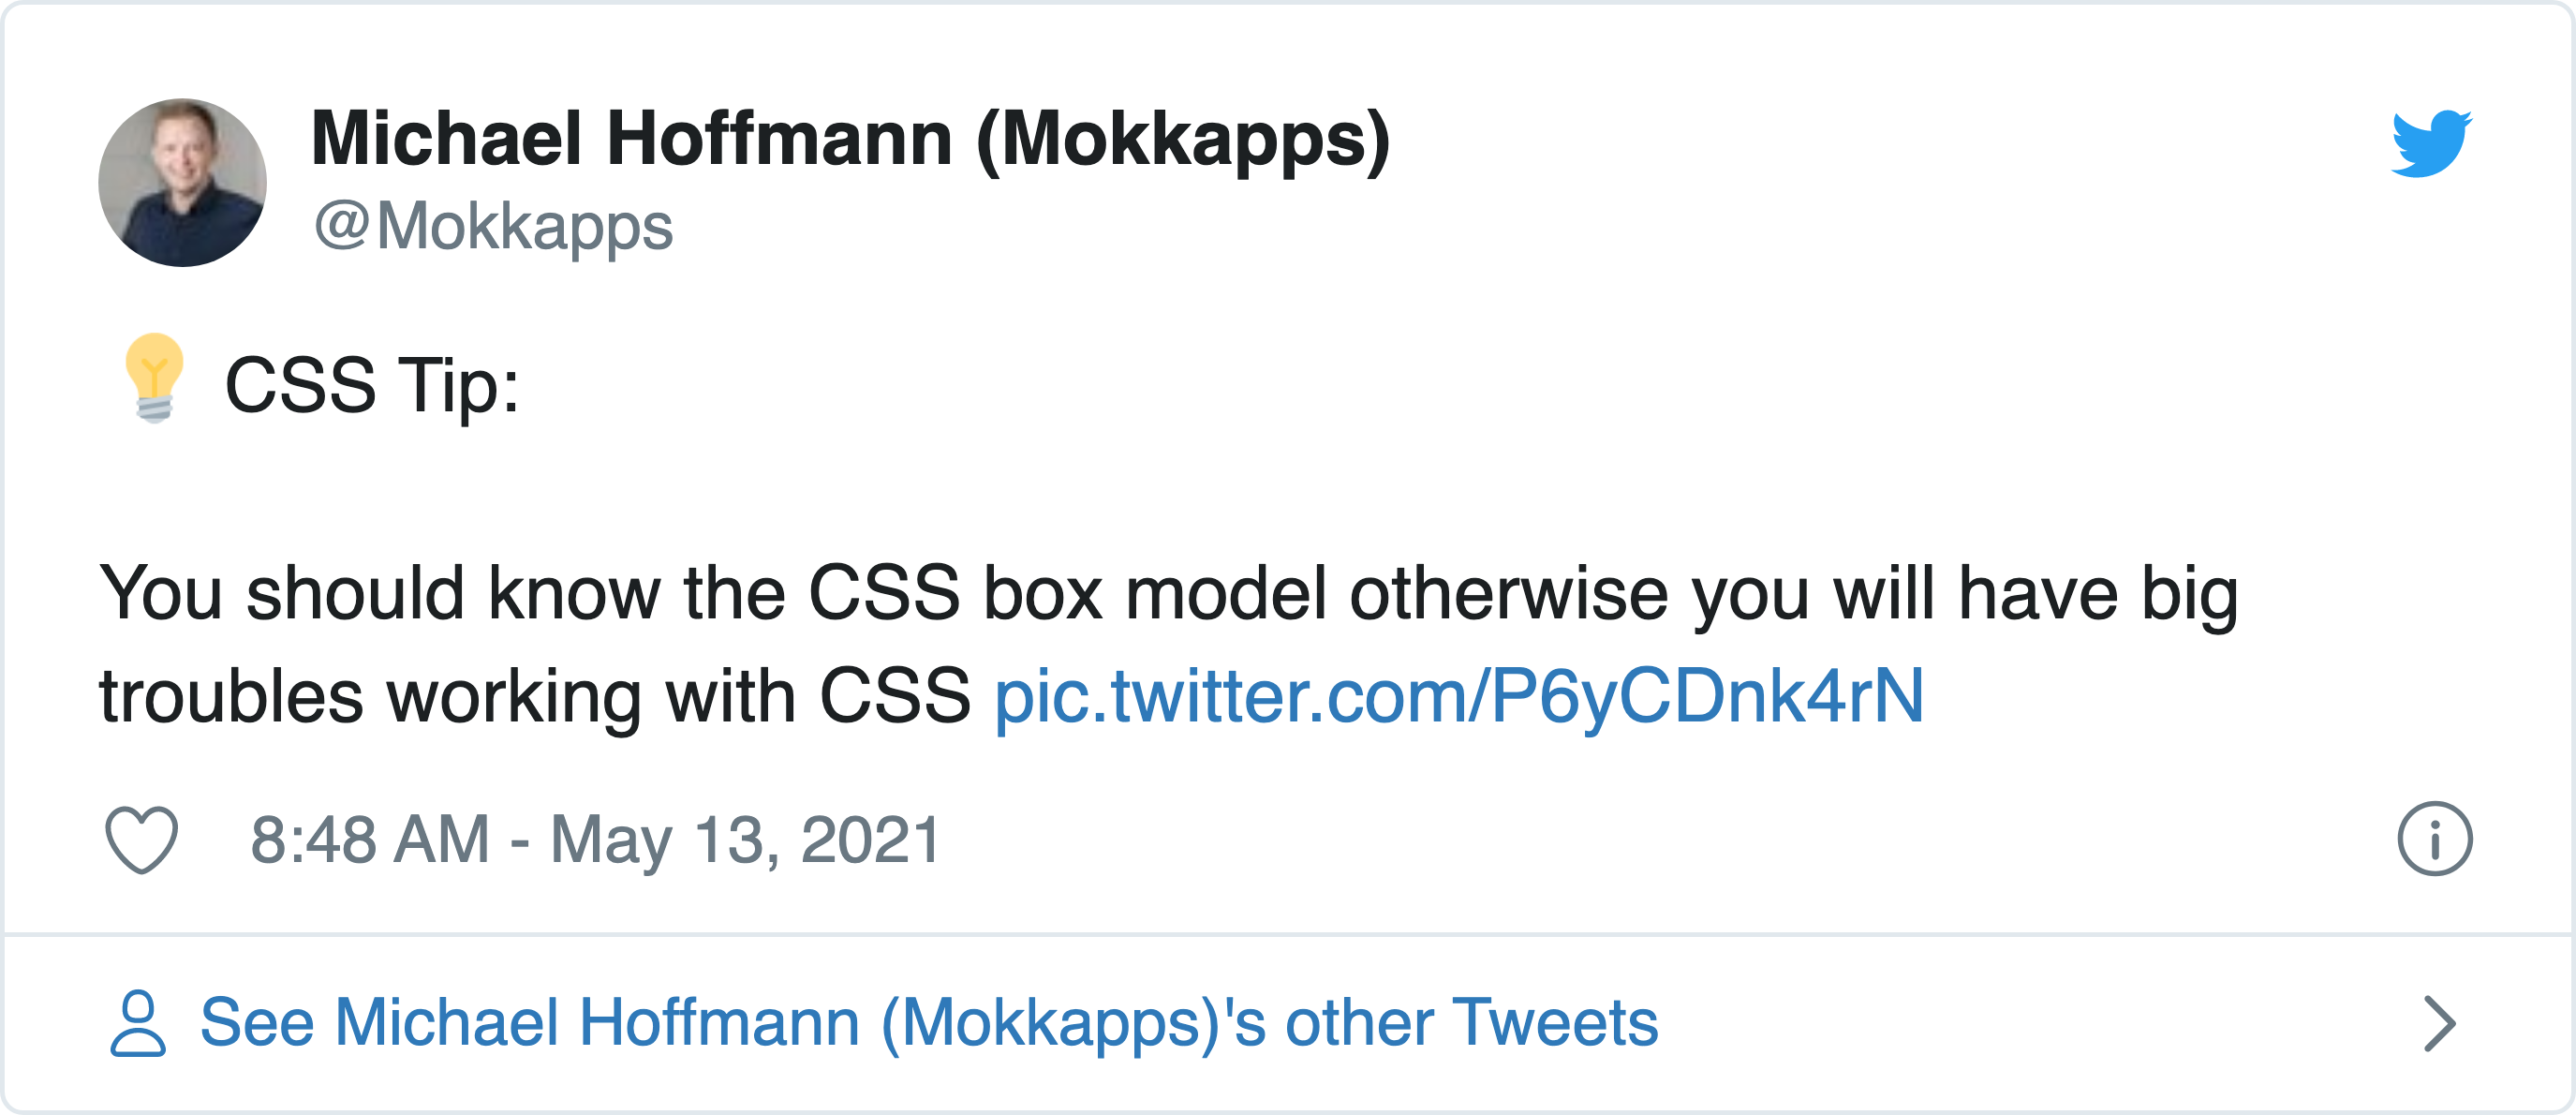 Michael Hoffmann (Mokkapps)
@Mokkapps
💡 CSS Tip:
You should know the CSS box model otherwise you will have big
troubles working with CSS pic.twitter.com/P6yCDnk4rN
8:48 AM - May 13, 2021
See Michael Hoffmann (Mokkapps)'s other Tweets